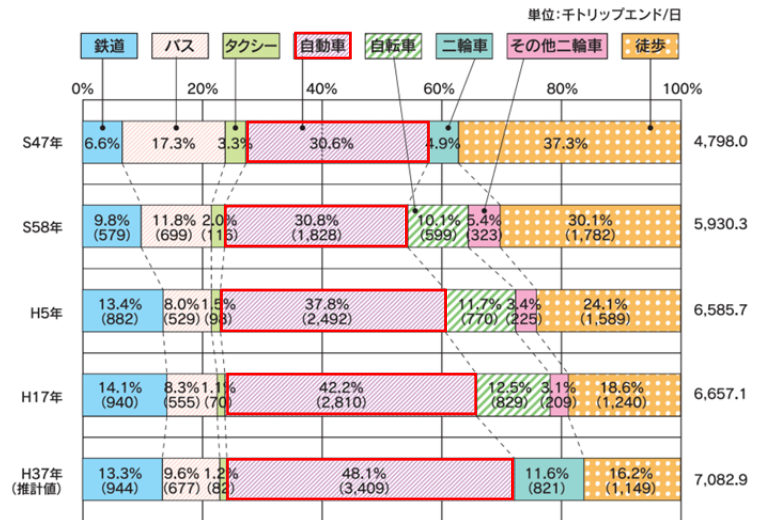 単位：千トリップエンド/日
鉄道 バス タクシー 自動車 自転車 二輪車 その他二輪車 徒歩
0% 20% 40% 60% 80% 100%
S47年 6.6% 17.3% 3.3% 30.6% 4.9% 37.3% 4,798.0
S58年 9.8% 11.8% 2.0% 30.8% 10.1% 5.4% 30.1% 5,930.3
(579) (699) (116) (1,828) (599) (323) (1,782)
H5年 13.4% 8.0% 1.5% 37.8% 11.7% 3.4% 24.1% 6,585.7
(882) (529) (98) (2,492) (770) (225) (1,589)
H17年 14.1% 8.3% 1.1% 42.2% 12.5% 3.1% 18.6% 6,657.1
(940) (555) (70) (2,810) (829) (209) (1,240)
H37年 13.3% 9.6% 1.2% 48.1% 11.6% 16.2% 7,082.9
(推計値) (944) (677) (82) (3,409) (821) (1,149)